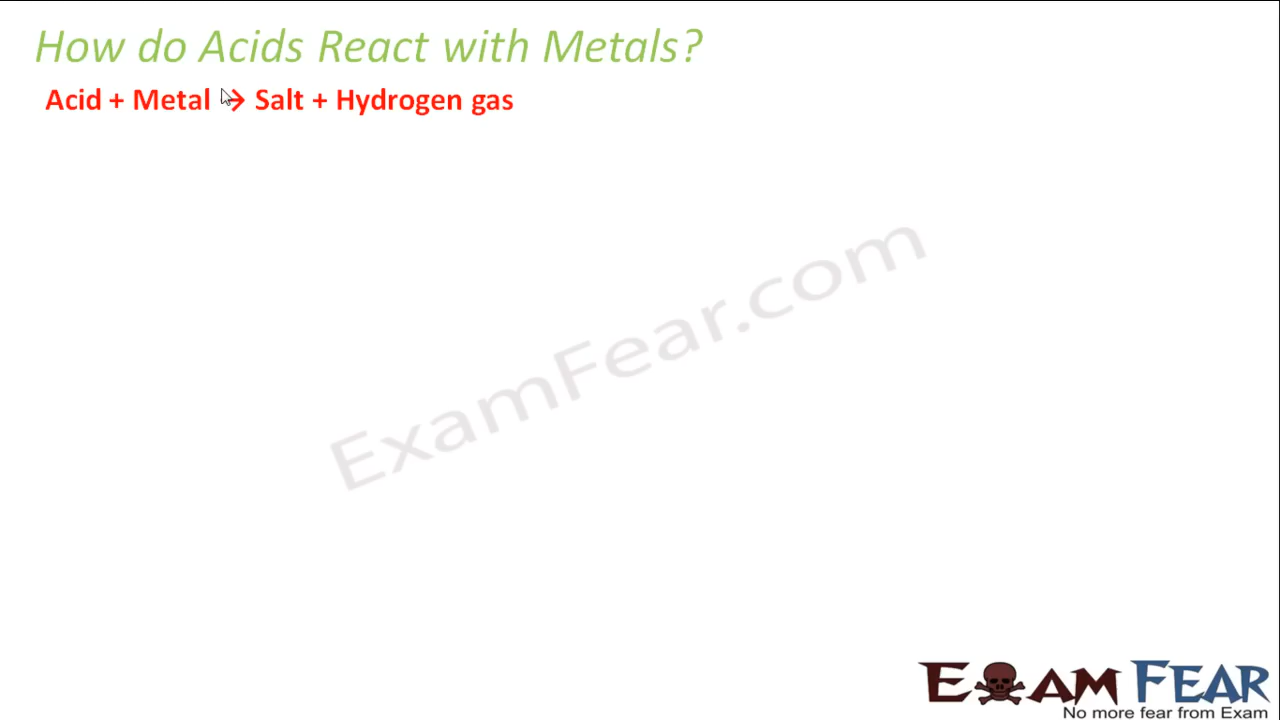 How do Acids React with Metals?
Acid + Metal → Salt + Hydrogen gas
ExamFear.com
EXAM FEAR
No more fear from Exam